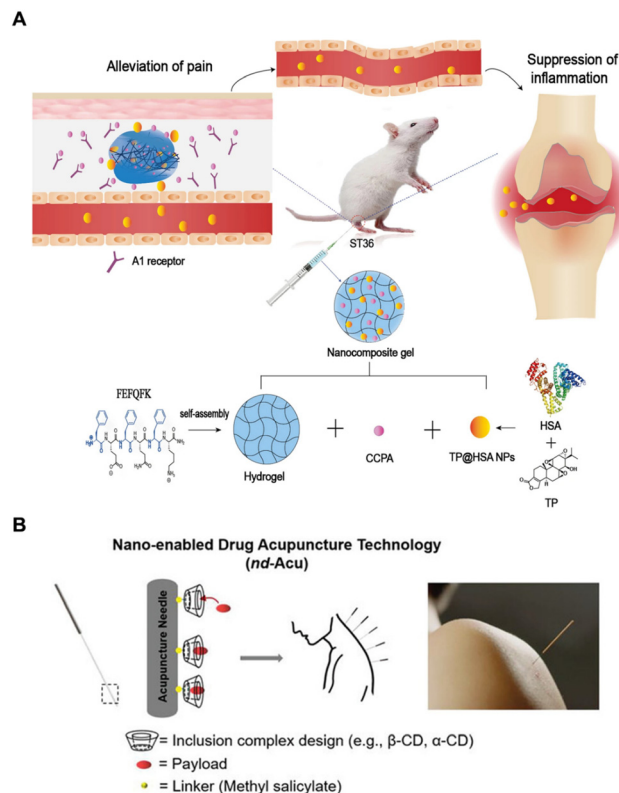 A
Alleviation of pain
Suppression of
inflammation
A1 receptor
ST36
Nanocomposite gel
FEFQFK
self-assembly
Hydrogel
+
CCPA
+
TP@HSA NPs
HSA
+
TP
B
Nano-enabled Drug Acupuncture Technology
(nd-Acu)
Acupuncture Needle
= Inclusion complex design (e.g., β-CD, α-CD)
= Payload
= Linker (Methyl salicylate)